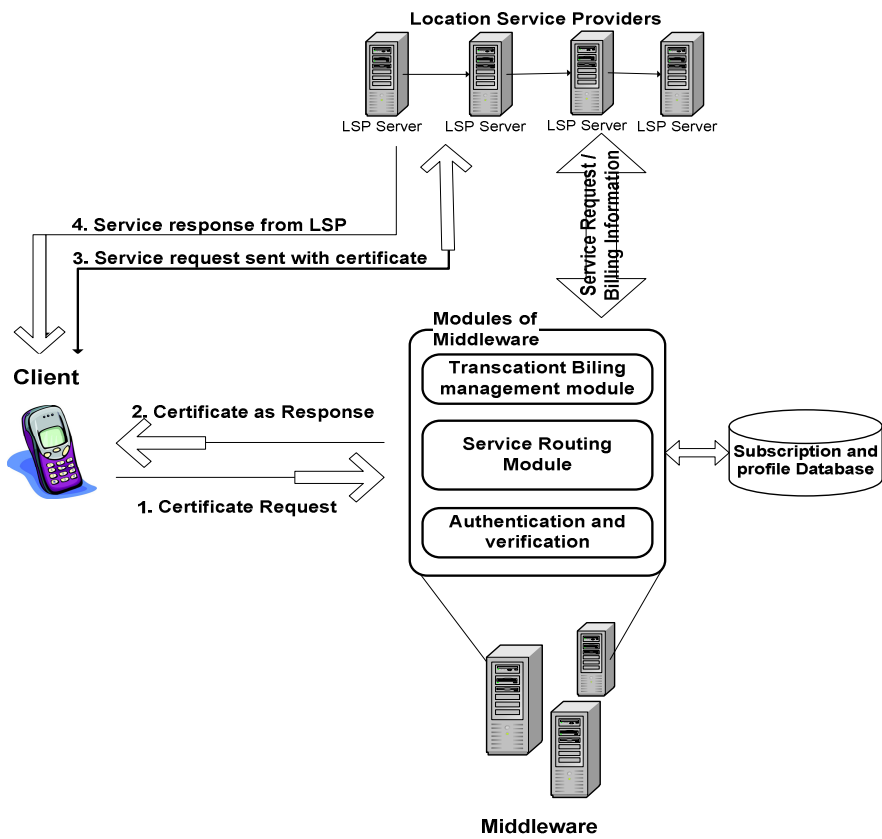 Location Service Providers
LSP Server
LSP Server
LSP Server
LSP Server
Service Request /
Billing Information
4. Service response from LSP
3. Service request sent with certificate
Client
2. Certificate as Response
1. Certificate Request
Modules of
Middleware
Transcationt Biling
management module
Service Routing
Module
Authentication and
verification
Subscription and
profile Database
Middleware